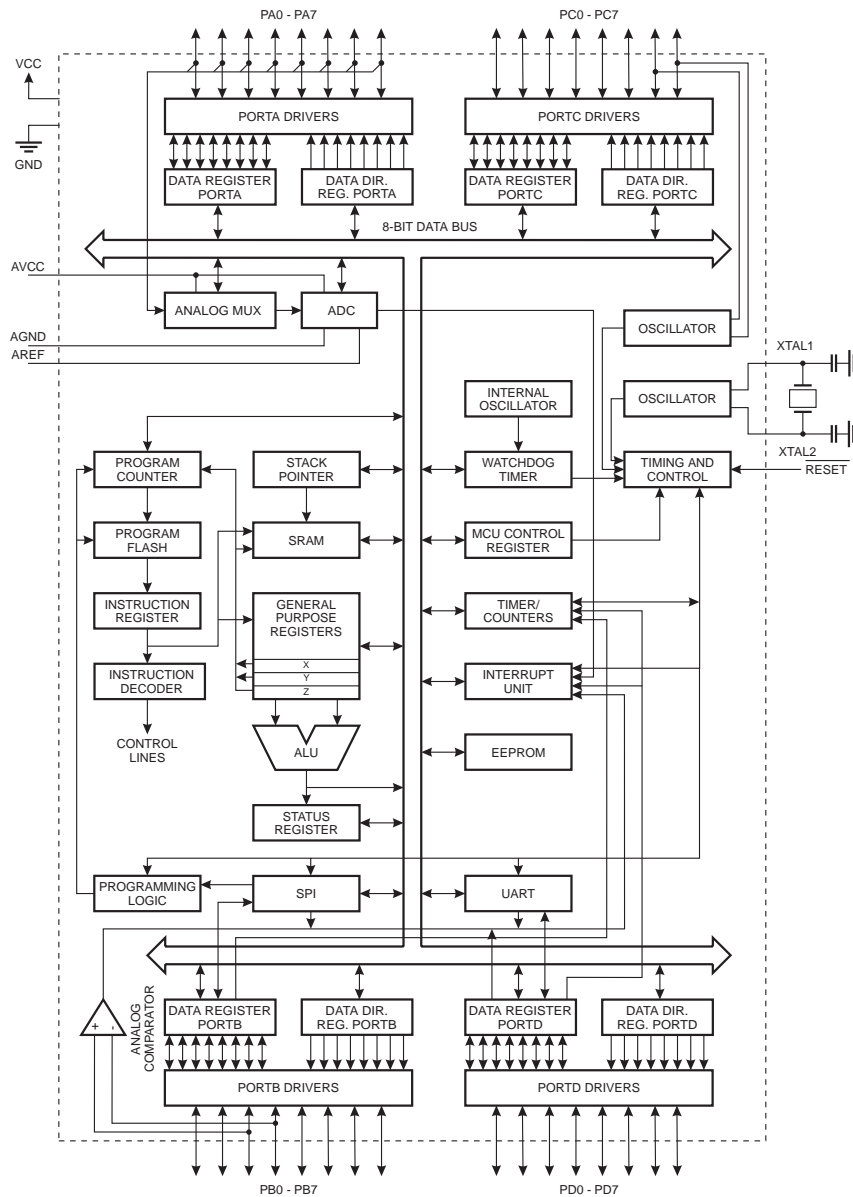 PA0 - PA7
PC0 - PC7
VCC
GND
PORTA DRIVERS
PORTC DRIVERS
DATA REGISTER
PORTA
DATA DIR.
REG. PORTA
DATA REGISTER
PORTC
DATA DIR.
REG. PORTC
8-BIT DATA BUS
AVCC
ANALOG MUX
ADC
AGND
AREF
OSCILLATOR
XTAL1
OSCILLATOR
XTAL2
RESET
INTERNAL
OSCILLATOR
PROGRAM
COUNTER
STACK
POINTER
WATCHDOG
TIMER
TIMING AND
CONTROL
PROGRAM
FLASH
SRAM
MCU CONTROL
REGISTER
INSTRUCTION
REGISTER
GENERAL
PURPOSE
REGISTERS
X
Y
Z
TIMER/
COUNTERS
INSTRUCTION
DECODER
INTERRUPT
UNIT
CONTROL
LINES
ALU
EEPROM
STATUS
REGISTER
PROGRAMMING
LOGIC
SPI
UART
+
-
ANALOG
COMPARATOR
DATA REGISTER
PORTB
DATA DIR.
REG. PORTB
DATA REGISTER
PORTD
DATA DIR.
REG. PORTD
PORTB DRIVERS
PORTD DRIVERS
PB0 - PB7
PD0 - PD7